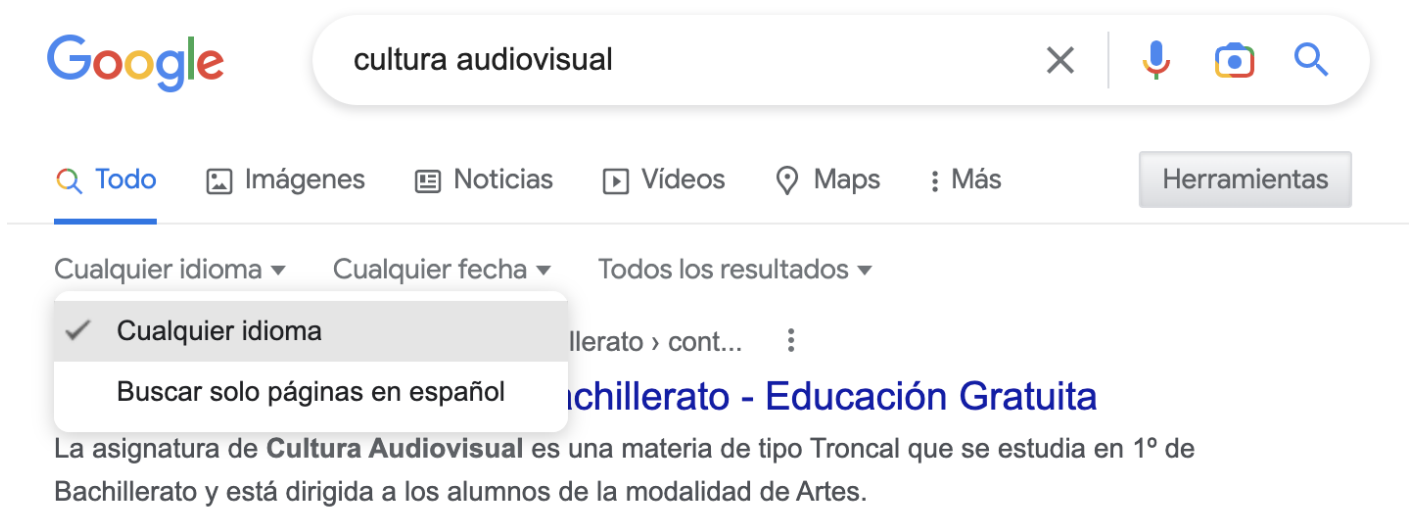 Google
cultura audiovisual
Todo Imágenes Noticias Vídeos Maps Más Herramientas
Cualquier idioma Cualquier fecha Todos los resultados
Cualquier idioma
llerato › cont...
Buscar solo páginas en español
achillerato - Educación Gratuita
La asignatura de Cultura Audiovisual es una materia de tipo Troncal que se estudia en 1º de
Bachillerato y está dirigida a los alumnos de la modalidad de Artes.